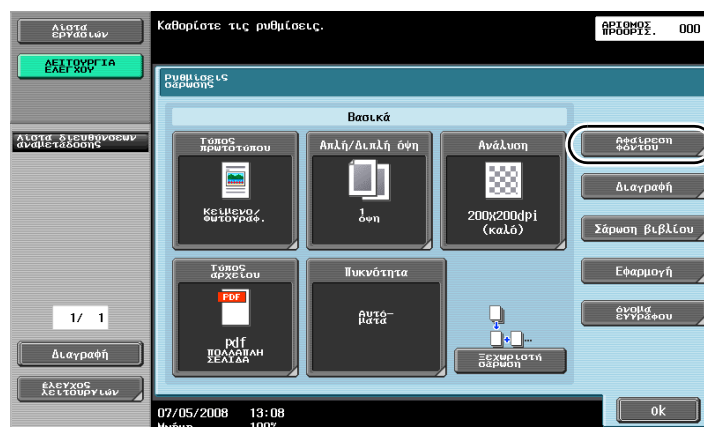 Λίστα
εργασιών
Καθορίστε τις ρυθμίσεις.
ΑΡΙΘΜΟΣ
ΠΡΟΟΡΙΣ.
000
ΛΕΙΤΟΥΡΓΙΑ
ΕΛΕΓΧΟΥ
Ρυθμίσεις
σάρωσης
Βασικά
Λίστα διευθύνσεων
αναμετάδοσης
Τύπος
πρωτοτύπου
Απλή/Διπλή όψη
Ανάλυση
Αφαίρεση
φόντου
Κείμενο/
φωτογραφ.
1
όψη
200X200dpi
(καλό)
Διαγραφή
Σάρωση βιβλίου
Τύπος
αρχείου
Πυκνότητα
Εφαρμογή
PDF
pdf
ΠΟΛΛΑΠΛΗ
ΣΕΛΙΔΑ
Αυτό-
ματα
όνομα
εγγράφου
1/ 1
Διαγραφή
Ξεχωριστή
σάρωση
έλεγχος
λειτουργιών
07/05/2008 13:08
Μνήμη 100%
ok